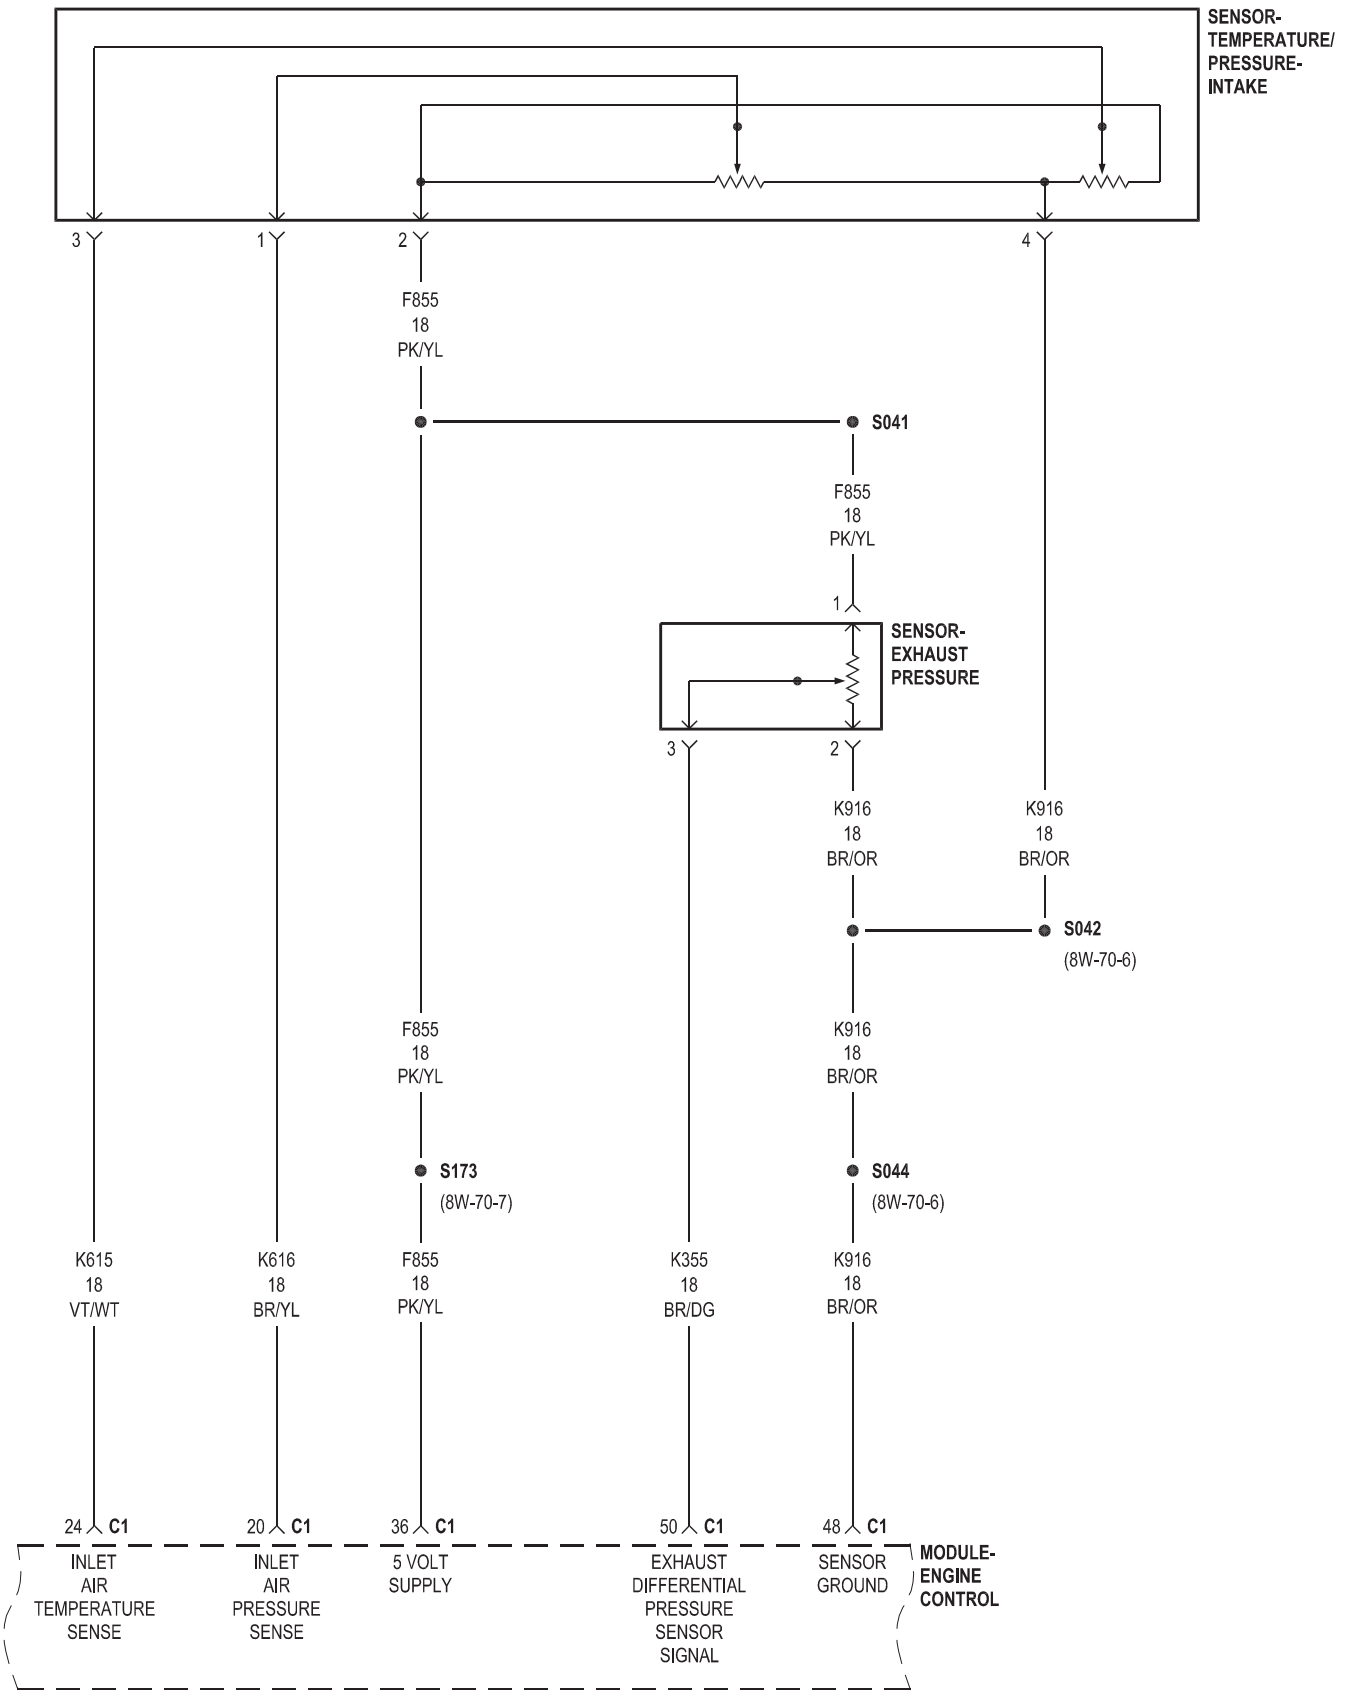 SENSOR-
TEMPERATURE/
PRESSURE-
INTAKE
3
1
2
4
F855
18
PK/YL
S041
F855
18
PK/YL
1
SENSOR-
EXHAUST
PRESSURE
3
2
K916
18
BR/OR
K916
18
BR/OR
S042
(8W-70-6)
F855
18
PK/YL
K916
18
BR/OR
S173
(8W-70-7)
S044
(8W-70-6)
K615
18
VT/WT
K616
18
BR/YL
F855
18
PK/YL
K355
18
BR/DG
K916
18
BR/OR
24 C1
20 C1
36 C1
50 C1
48 C1
INLET
AIR
TEMPERATURE
SENSE
INLET
AIR
PRESSURE
SENSE
5 VOLT
SUPPLY
EXHAUST
DIFFERENTIAL
PRESSURE
SENSOR
SIGNAL
SENSOR
GROUND
MODULE-
ENGINE
CONTROL